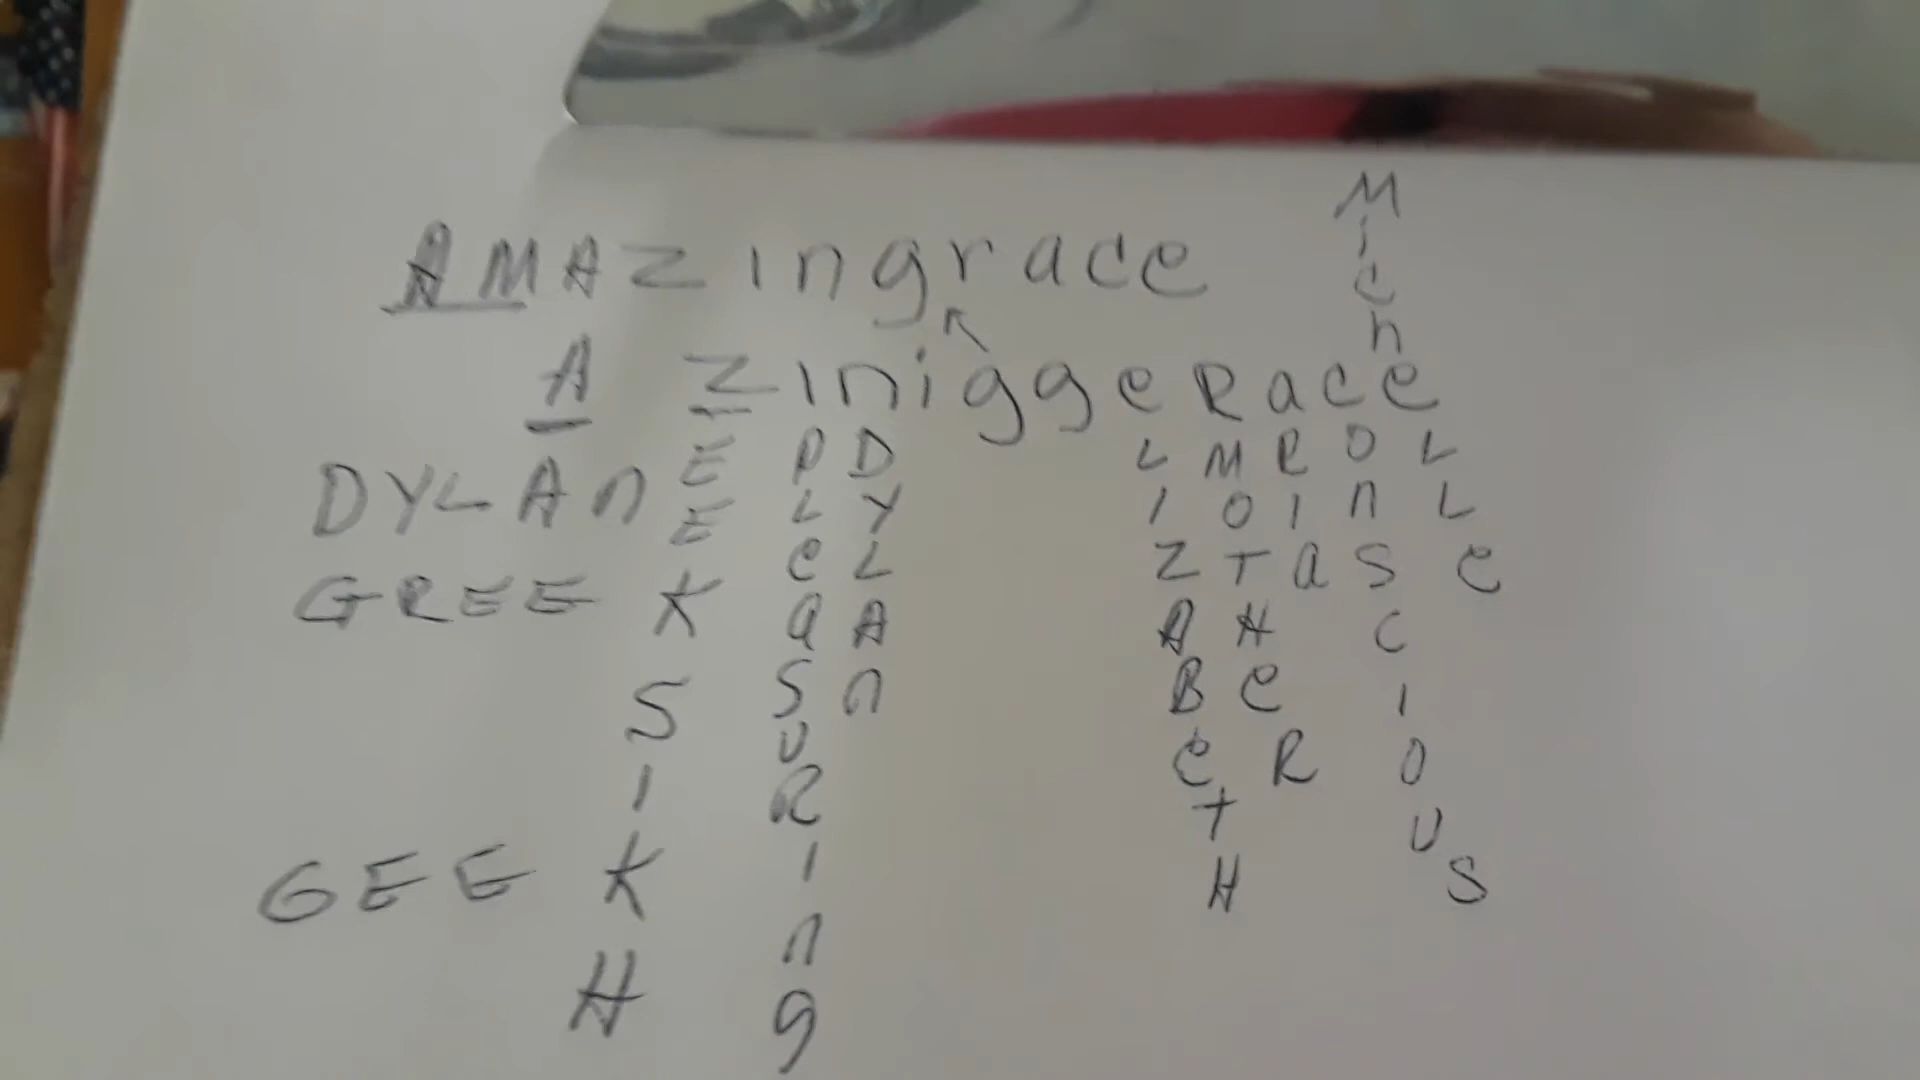 M
i
AMAZingrace
c
h
A ZiniggeRace
E P D L M R O L
DYLAn
E L Y I O I n L
e L Z T a S e
GREEK
a A A H C
S S n B e I
U e R O
I R T U
GEEK I H S
n
H
g